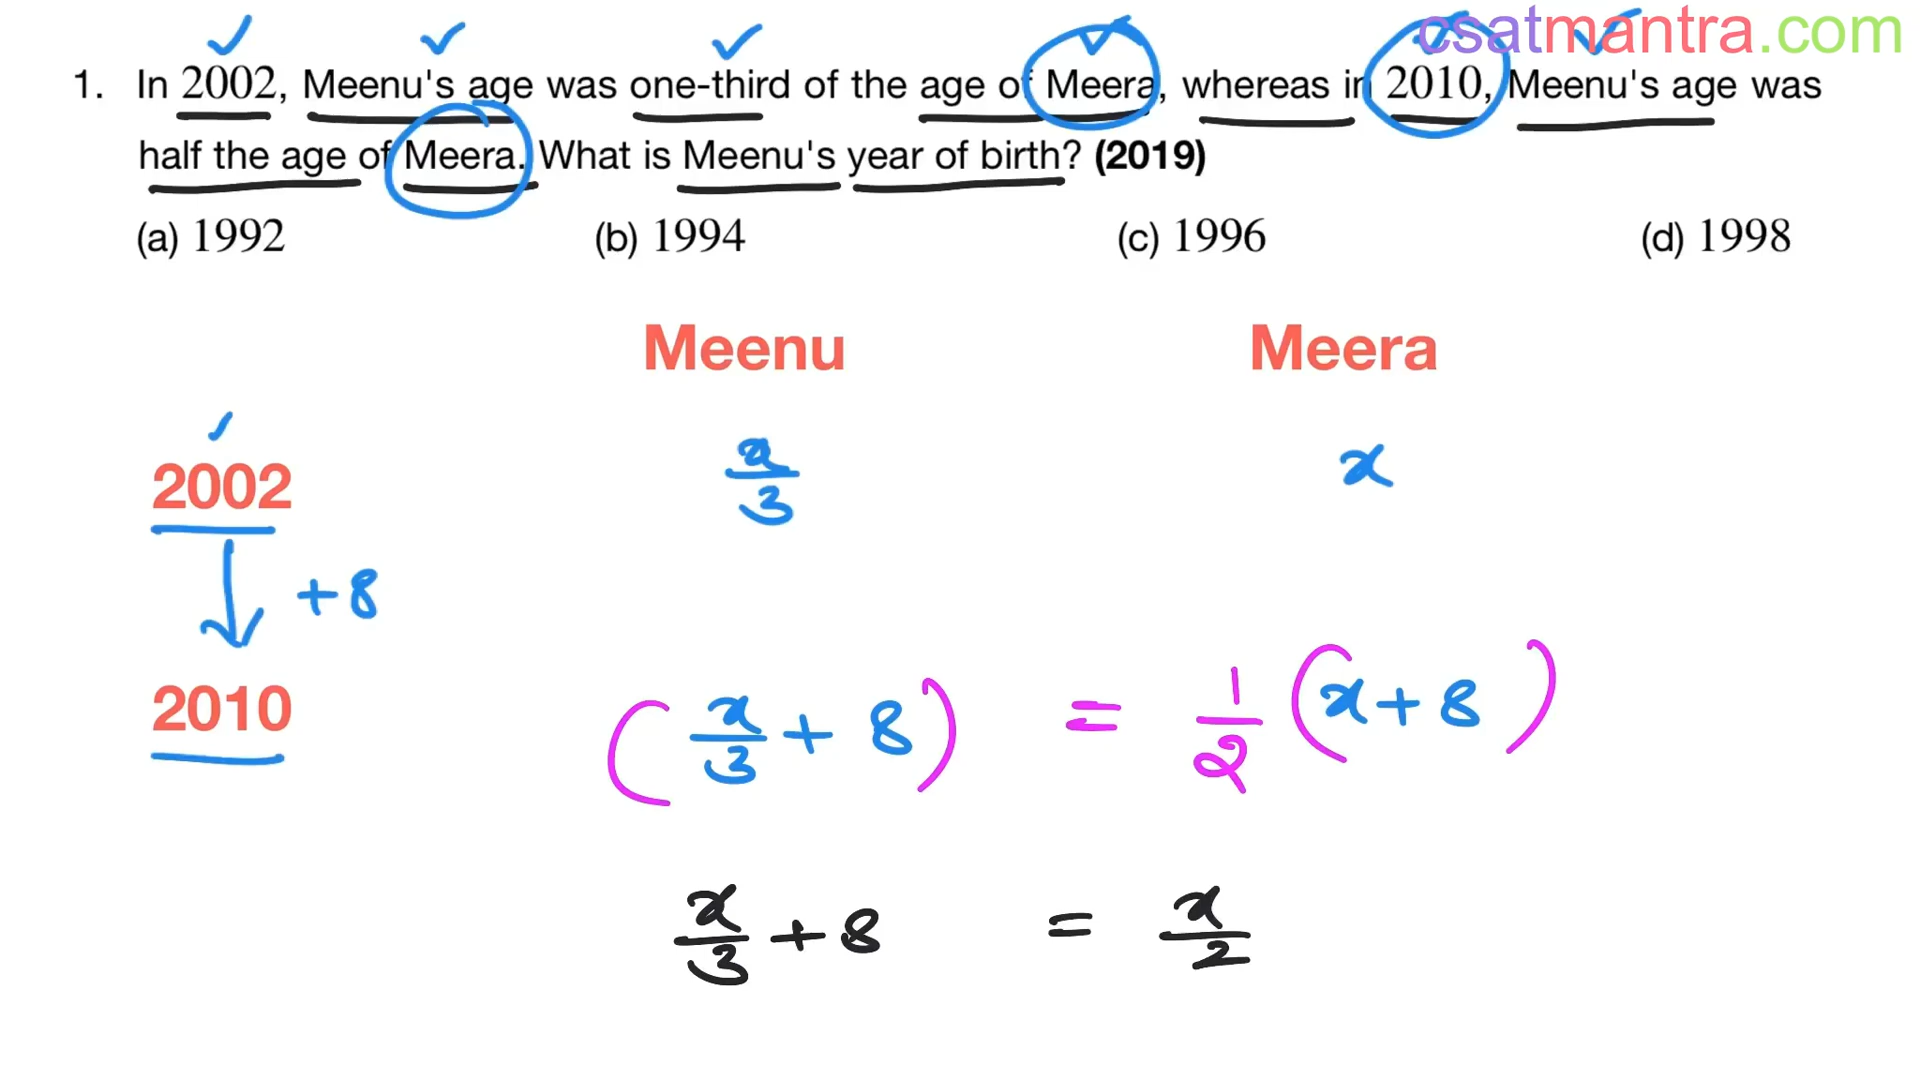 csatmantra.com
1. In 2002, Meenu's age was one-third of the age of Meera, whereas in 2010, Meenu's age was
half the age of Meera. What is Meenu's year of birth? (2019)
(a) 1992 (b) 1994 (c) 1996 (d) 1998
Meenu Meera
2002 x/3 x
+8
2010 (x/3 + 8) = 1/2 (x+8)
x/3 + 8 = x/2